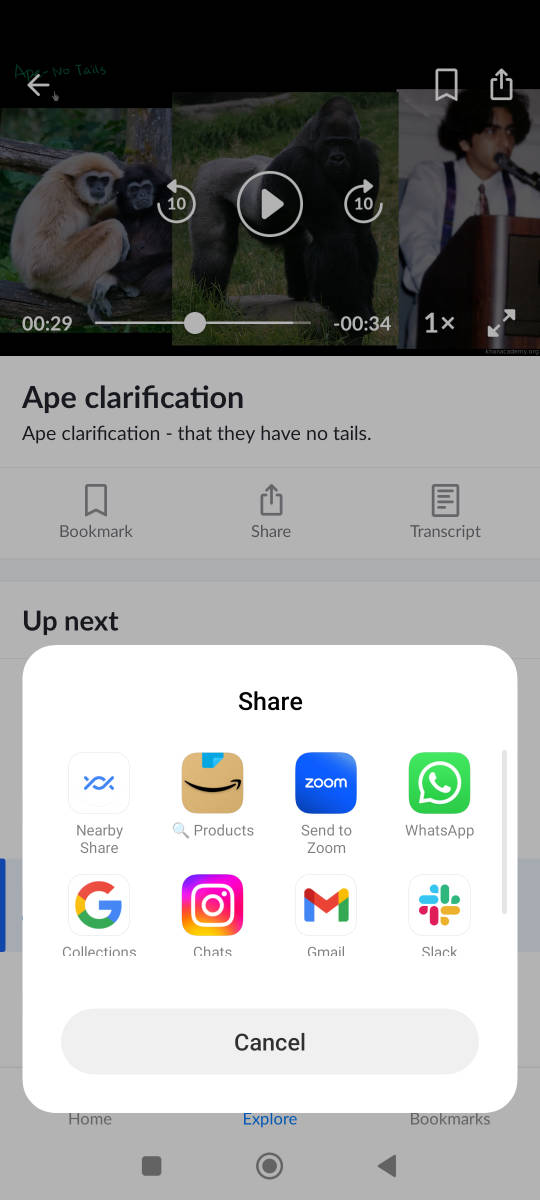 Ape - No Tails
10
10
00:29
-00:34
1×
khanacademy.org
Ape clarification
Ape clarification - that they have no tails.
Bookmark
Share
Transcript
Up next
Share
Nearby
Share
🔍 Products
zoom
Send to
Zoom
WhatsApp
Collections
Chats
Gmail
Slack
Cancel
Home
Explore
Bookmarks